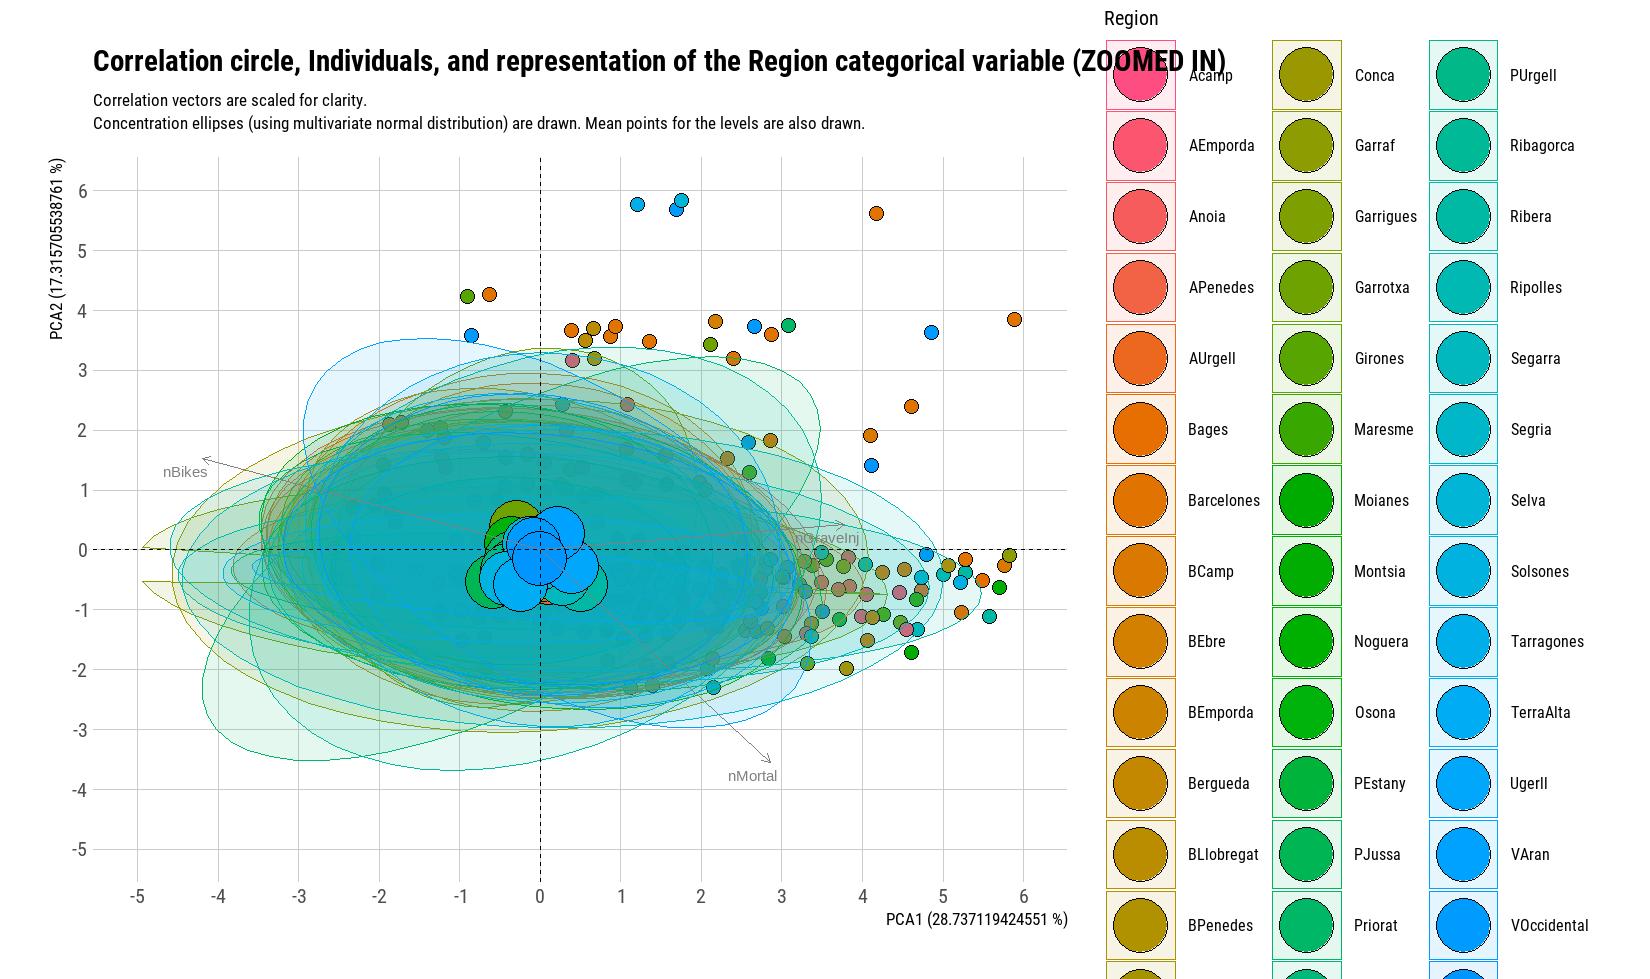 Region
Correlation circle, Individuals, and representation of the Region categorical variable (ZOOMED IN)
Correlation vectors are scaled for clarity.
Concentration ellipses (using multivariate normal distribution) are drawn. Mean points for the levels are also drawn.
PCA2 (17.3157055538761 %)
6
5
4
3
2
1
0
-1
-2
-3
-4
-5
nBikes
nGraveInj
nMortal
-5 -4 -3 -2 -1 0 1 2 3 4 5 6
PCA1 (28.737119424551 %)
Acamp
AEmporda
Anoia
APenedes
AUrgell
Bages
Barcelones
BCamp
BEbre
BEmporda
Bergueda
BLlobregat
BPenedes
Conca
Garraf
Garrigues
Garrotxa
Girones
Maresme
Moianes
Montsia
Noguera
Osona
PEstany
PJussa
Priorat
PUrgell
Ribagorca
Ribera
Ripolles
Segarra
Segria
Selva
Solsones
Tarragones
TerraAlta
Ugerll
VAran
VOccidental